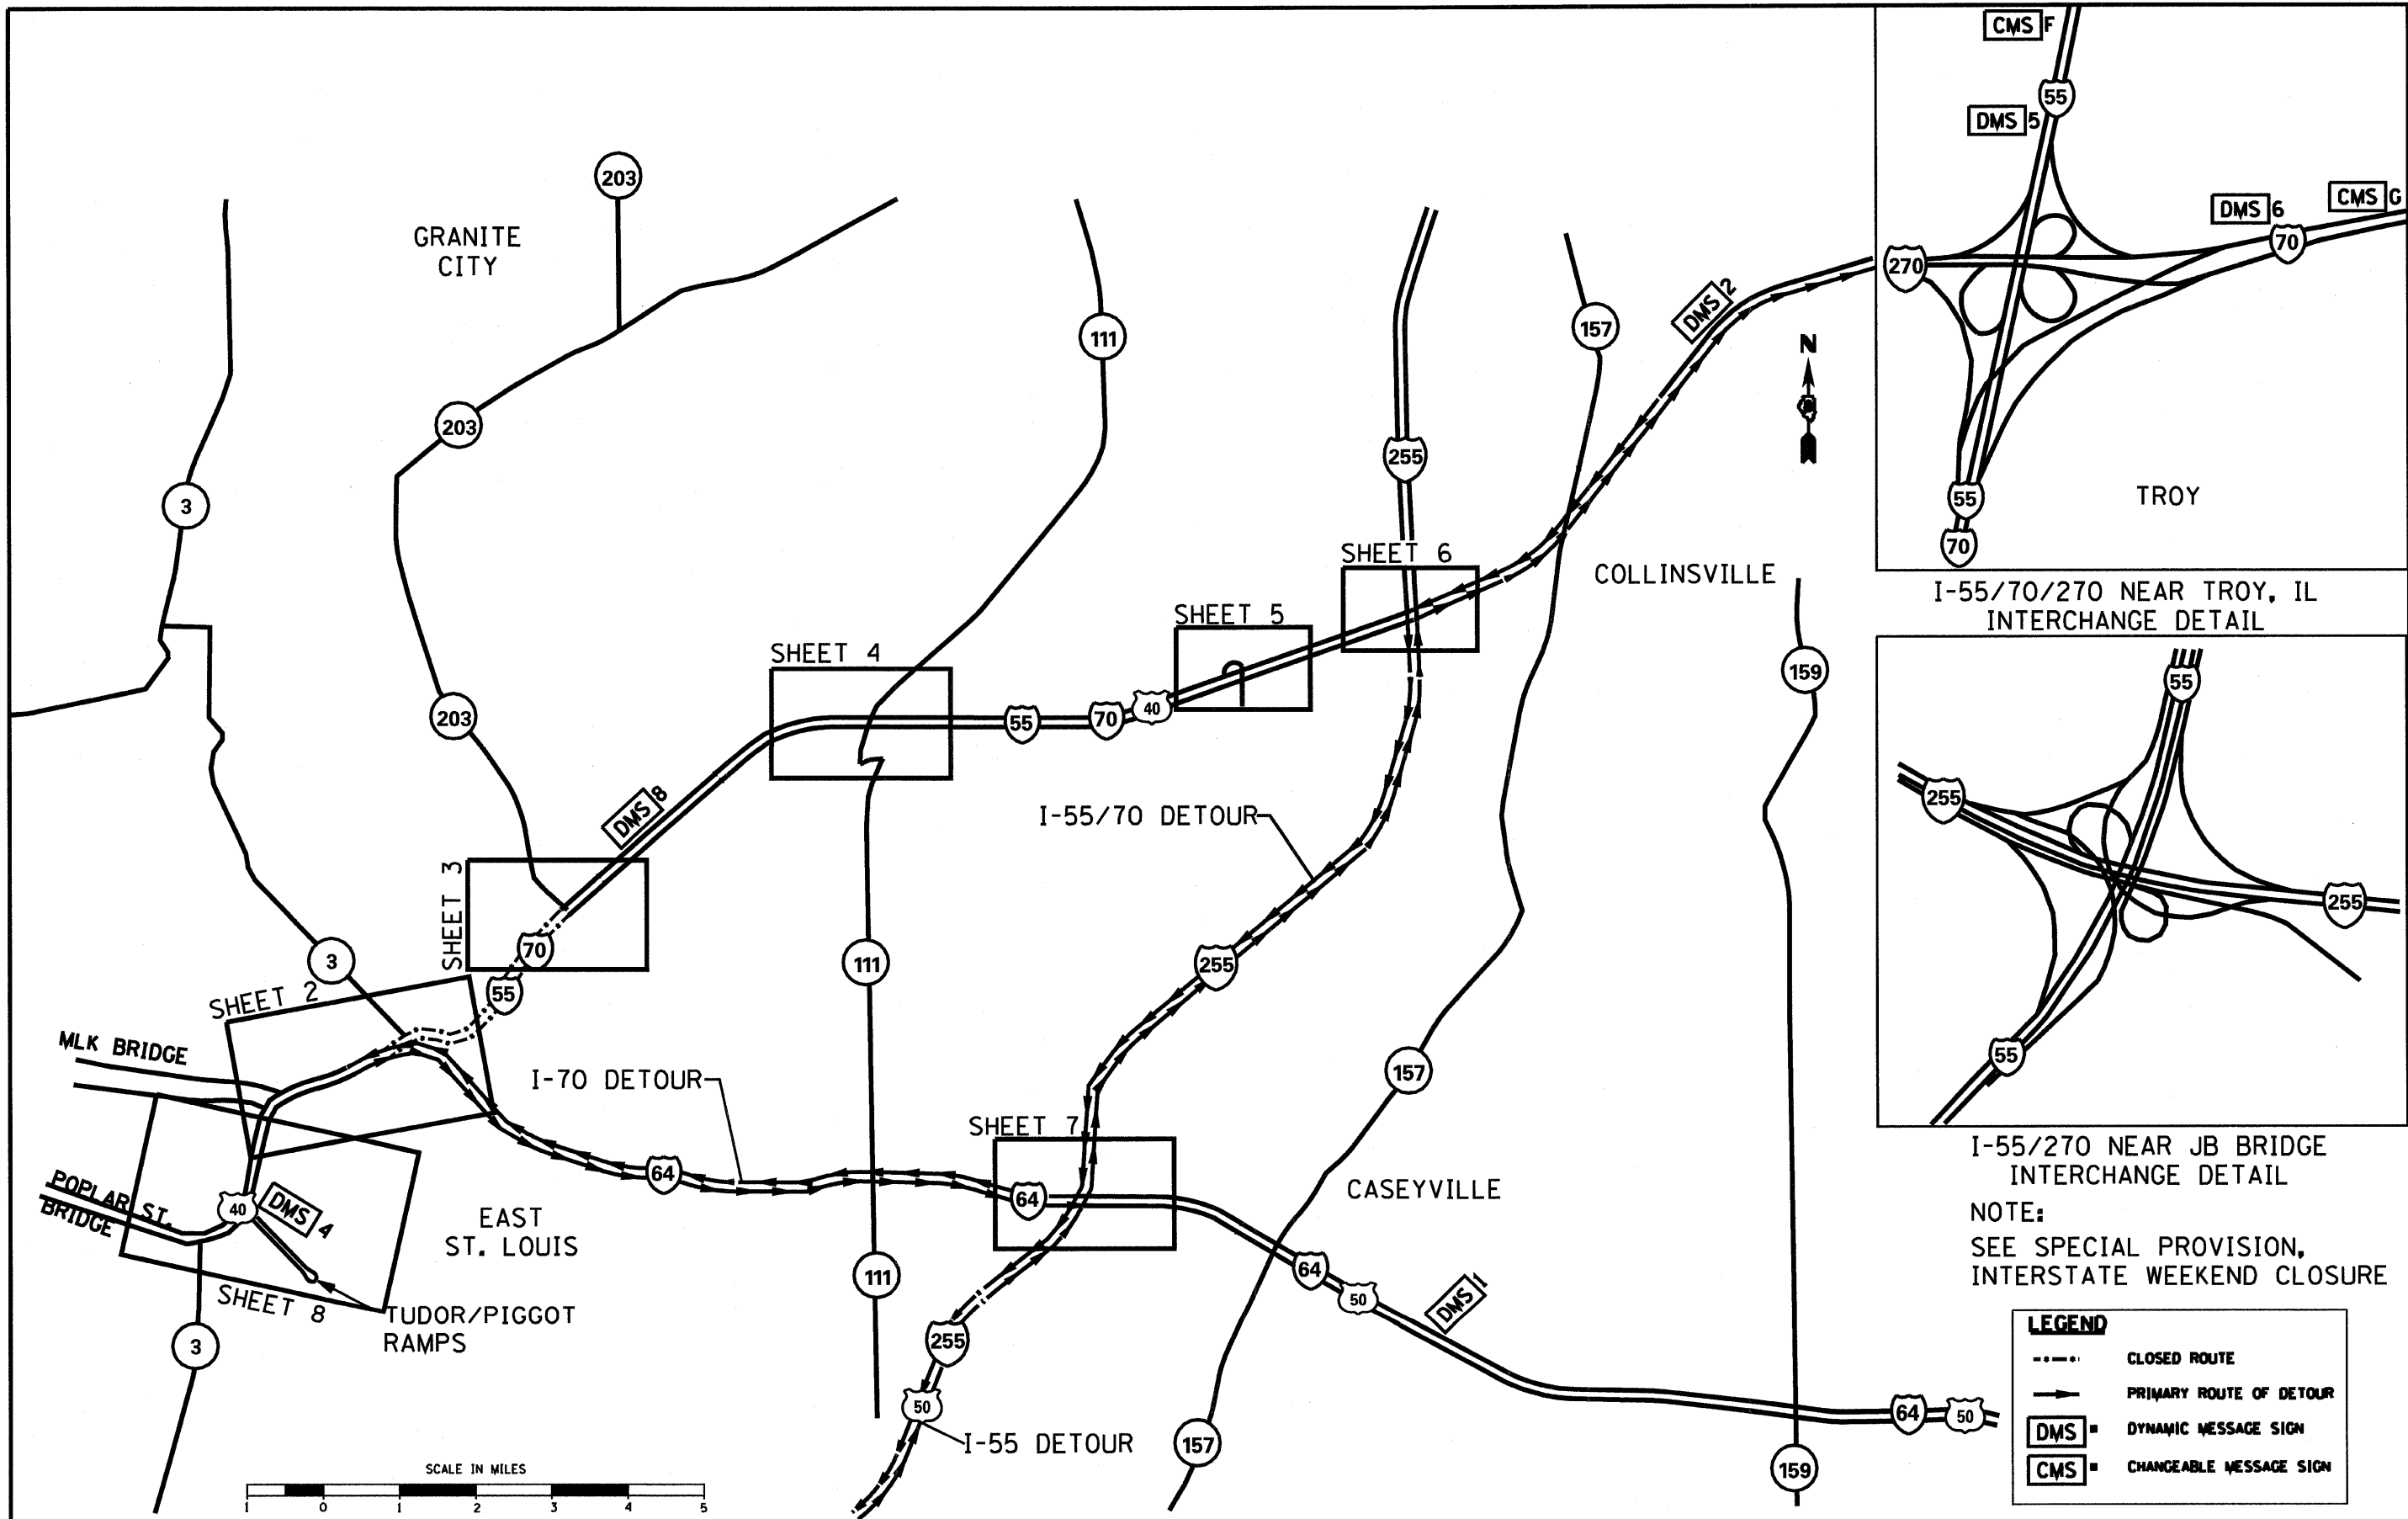 CMS F
55
DMS 5
CMS G
DMS 6
70
270
55
70
TROY
I-55/70/270 NEAR TROY, IL
INTERCHANGE DETAIL
203
GRANITE
CITY
111
157
DMS 2
N
203
255
3
SHEET 6
COLLINSVILLE
SHEET 5
SHEET 4
159
203
55
70
40
DMS 8
I-55/70 DETOUR
SHEET 3
70
3
255
55
SHEET 2
MLK BRIDGE
I-70 DETOUR
157
SHEET 7
64
64
CASEYVILLE
111
POPLAR ST.
BRIDGE
40
DMS 4
EAST
ST. LOUIS
111
SHEET 8
TUDOR/PIGGOT
RAMPS
3
64
50
DMS 1
255
50
I-55 DETOUR
157
64
50
159
SCALE IN MILES
1 0 1 2 3 4 5
55
255
255
55
I-55/270 NEAR JB BRIDGE
INTERCHANGE DETAIL
NOTE:
SEE SPECIAL PROVISION,
INTERSTATE WEEKEND CLOSURE
LEGEND
CLOSED ROUTE
PRIMARY ROUTE OF DETOUR
DMS DYNAMIC MESSAGE SIGN
CMS CHANGEABLE MESSAGE SIGN